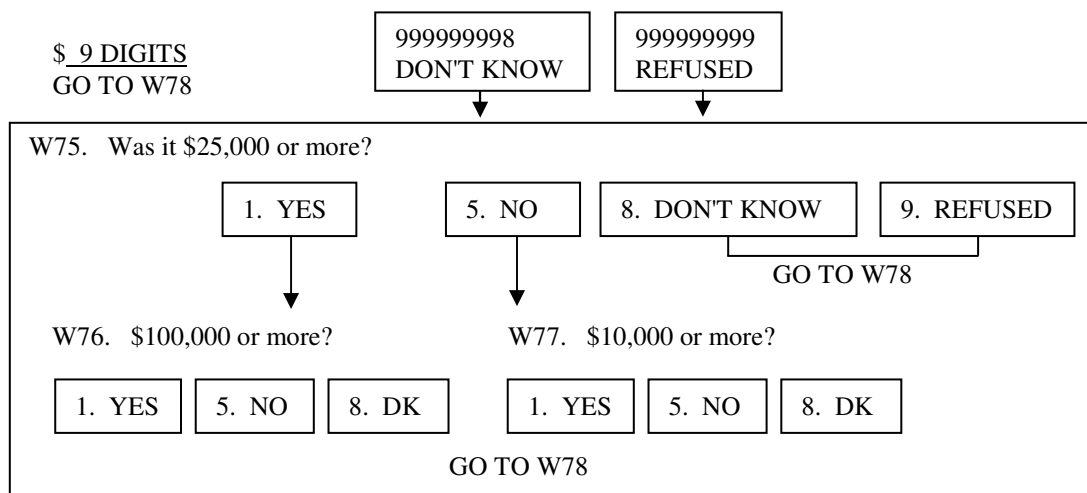 $ 9 DIGITS
GO TO W78
999999998
DON'T KNOW
999999999
REFUSED
W75. Was it $25,000 or more?
1. YES
5. NO
8. DON'T KNOW
9. REFUSED
GO TO W78
W76. $100,000 or more?
W77. $10,000 or more?
1. YES
5. NO
8. DK
1. YES
5. NO
8. DK
GO TO W78